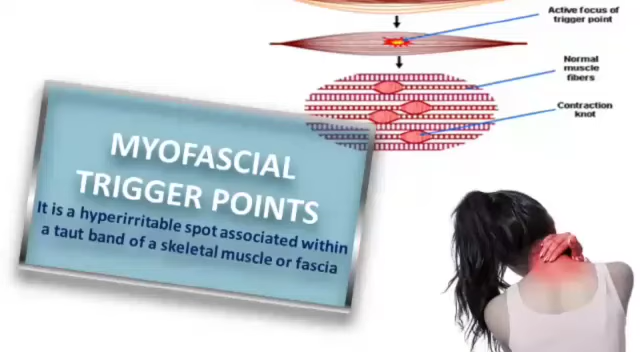 Active focus of
trigger point
Normal
muscle
fibers
Contraction
knot
MYOFASCIAL
TRIGGER POINTS
It is a hyperirritable spot associated within
a taut band of a skeletal muscle or fascia